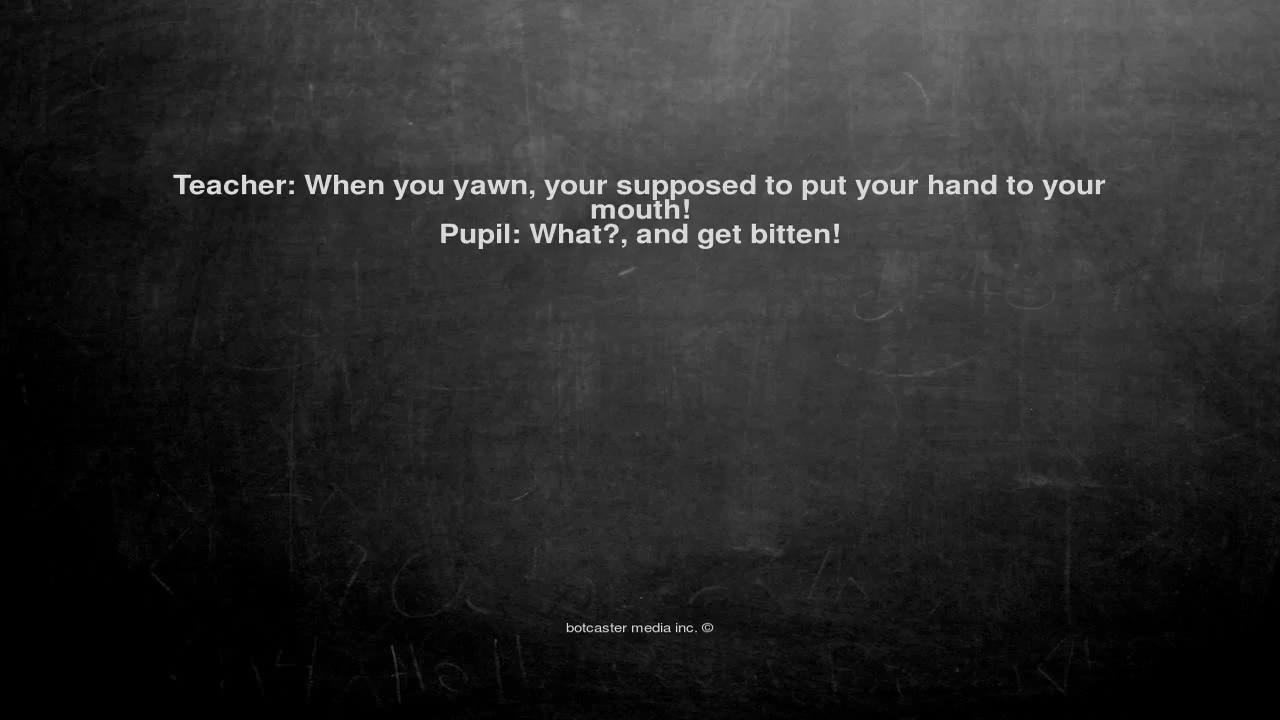 Teacher: When you yawn, your supposed to put your hand to your
mouth!
Pupil: What?, and get bitten!
botcaster media inc. ©